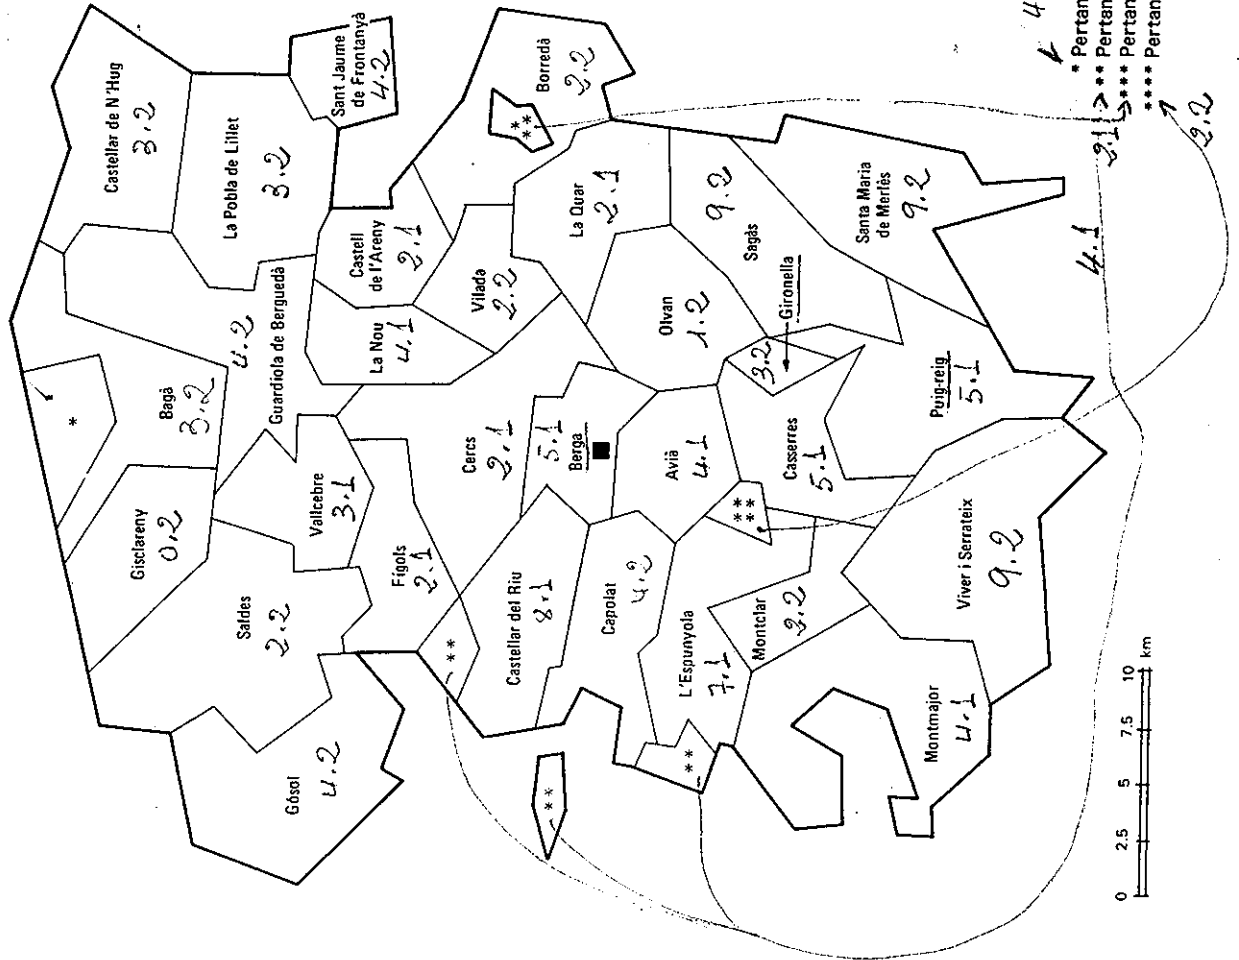 Castellar de N'Hug
3.2
La Pobla de Lillet
3.2
Sant Jaume
de Frontanyà
4.2
Borredà
2.2
***
*
Bagà
3.2
4.2
Guardiola de Berguedà
Castell
de l'Areny
2.1
La Nou
4.1
Vilada
2.2
La Quar
2.1
Gisclareny
0.2
Vallcebre
3.1
Saldes
2.2
Fígols
2.1
Cercs
2.1
5.1
Berga
Olvan
1.2
Sagàs
9.2
Santa Maria
de Merlès
9.2
3.2
Gironella
Gósol
4.2
**
Castellar del Riu
8.1
Capolat
4.2
Avià
4.1
Casserres
5.1
Puig-reig
5.1
**
**
**
L'Espunyola
7.1
Montclar
2.2
**
Viver i Serrateix
9.2
Montmajor
4.1
0
2.5
5
7.5
10
km
4
* Pertan
2.1 ** Pertan
4.1 *** Pertan
**** Pertan
2.2